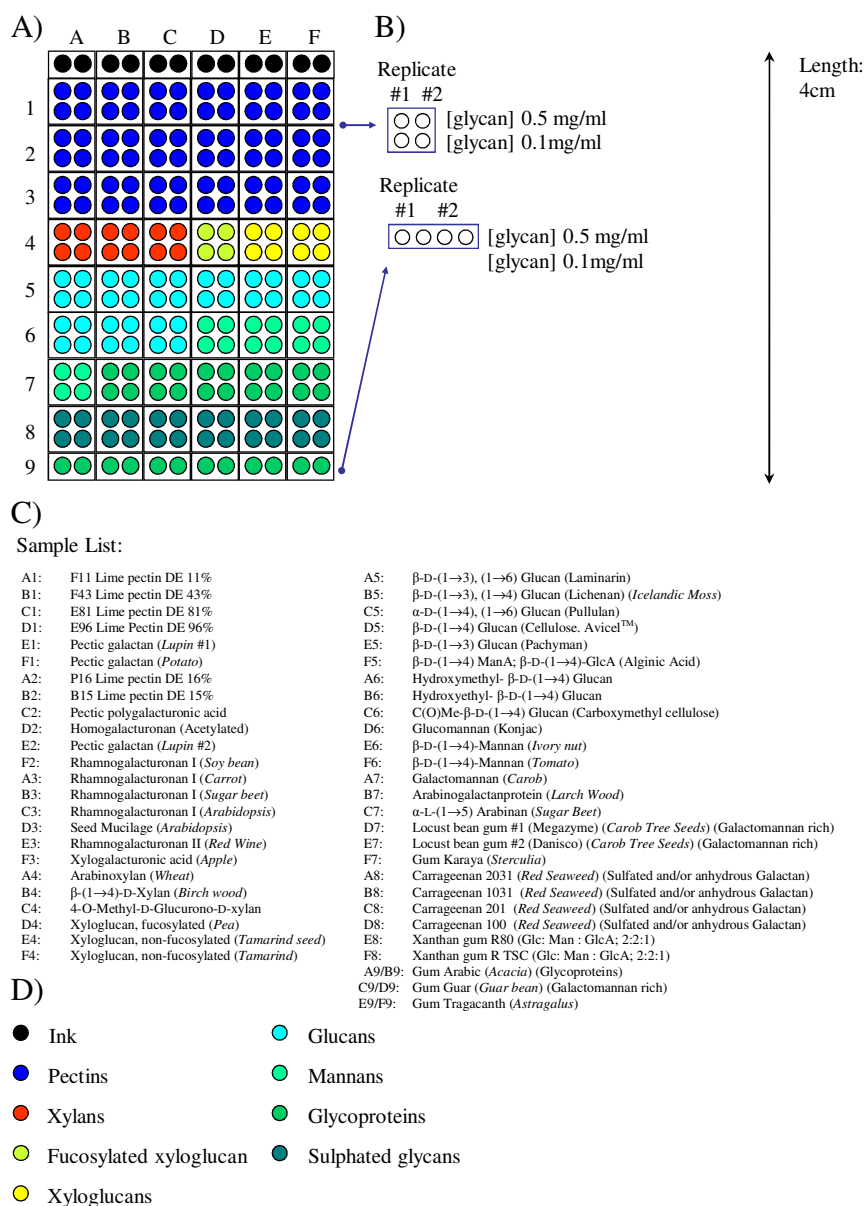 A)
A B C D E F
1
2
3
4
5
6
7
8
9
B)
Replicate
#1 #2
[glycan] 0.5 mg/ml
[glycan] 0.1mg/ml
Replicate
#1 #2
[glycan] 0.5 mg/ml
[glycan] 0.1mg/ml
Length:
4cm
C)
Sample List:
A1: F11 Lime pectin DE 11%
B1: F43 Lime pectin DE 43%
C1: E81 Lime pectin DE 81%
D1: E96 Lime Pectin DE 96%
E1: Pectic galactan (Lupin #1)
F1: Pectic galactan (Potato)
A2: P16 Lime pectin DE 16%
B2: B15 Lime pectin DE 15%
C2: Pectic polygalacturonic acid
D2: Homogalacturonan (Acetylated)
E2: Pectic galactan (Lupin #2)
F2: Rhamnogalacturonan I (Soy bean)
A3: Rhamnogalacturonan I (Carrot)
B3: Rhamnogalacturonan I (Sugar beet)
C3: Rhamnogalacturonan I (Arabidopsis)
D3: Seed Mucilage (Arabidopsis)
E3: Rhamnogalacturonan II (Red Wine)
F3: Xylogalacturonic acid (Apple)
A4: Arabinoxylan (Wheat)
B4: β-(1→4)-D-Xylan (Birch wood)
C4: 4-O-Methyl-D-Glucurono-D-xylan
D4: Xyloglucan, fucosylated (Pea)
E4: Xyloglucan, non-fucosylated (Tamarind seed)
F4: Xyloglucan, non-fucosylated (Tamarind)
A5: β-D-(1→3), (1→6) Glucan (Laminarin)
B5: β-D-(1→3), (1→4) Glucan (Lichenan) (Icelandic Moss)
C5: α-D-(1→4), (1→6) Glucan (Pullulan)
D5: β-D-(1→4) Glucan (Cellulose. Avicel™)
E5: β-D-(1→3) Glucan (Pachyman)
F5: β-D-(1→4) ManA; β-D-(1→4)-GlcA (Alginic Acid)
A6: Hydroxymethyl- β-D-(1→4) Glucan
B6: Hydroxyethyl- β-D-(1→4) Glucan
C6: C(O)Me-β-D-(1→4) Glucan (Carboxymethyl cellulose)
D6: Glucomannan (Konjac)
E6: β-D-(1→4)-Mannan (Ivory nut)
F6: β-D-(1→4)-Mannan (Tomato)
A7: Galactomannan (Carob)
B7: Arabinogalactanprotein (Larch Wood)
C7: α-L-(1→5) Arabinan (Sugar Beet)
D7: Locust bean gum #1 (Megazyme) (Carob Tree Seeds) (Galactomannan rich)
E7: Locust bean gum #2 (Danisco) (Carob Tree Seeds) (Galactomannan rich)
F7: Gum Karaya (Sterculia)
A8: Carrageenan 2031 (Red Seaweed) (Sulfated and/or anhydrous Galactan)
B8: Carrageenan 1031 (Red Seaweed) (Sulfated and/or anhydrous Galactan)
C8: Carrageenan 201 (Red Seaweed) (Sulfated and/or anhydrous Galactan)
D8: Carrageenan 100 (Red Seaweed) (Sulfated and/or anhydrous Galactan)
E8: Xanthan gum R80 (Glc: Man : GlcA; 2:2:1)
F8: Xanthan gum R TSC (Glc: Man : GlcA; 2:2:1)
A9/B9: Gum Arabic (Acacia) (Glycoproteins)
C9/D9: Gum Guar (Guar bean) (Galactomannan rich)
E9/F9: Gum Tragacanth (Astragalus)
D)
Ink
Pectins
Xylans
Fucosylated xyloglucan
Xyloglucans
Glucans
Mannans
Glycoproteins
Sulphated glycans